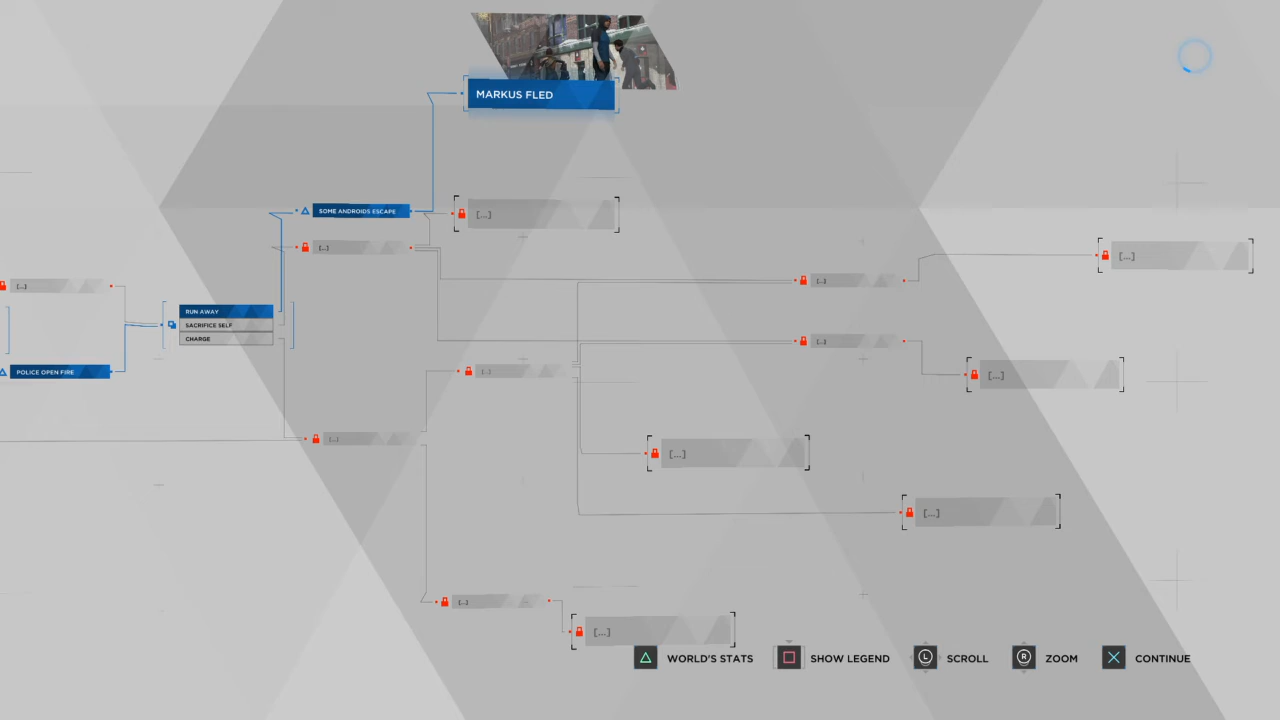 MARKUS FLED
SOME ANDROIDS ESCAPE
[...]
[...]
[...]
[...]
[...]
RUN AWAY
SACRIFICE SELF
CHARGE
[...]
POLICE OPEN FIRE
[...]
[...]
[...]
[...]
[...]
[...]
[...]
WORLD'S STATS
SHOW LEGEND
L
SCROLL
R
ZOOM
CONTINUE